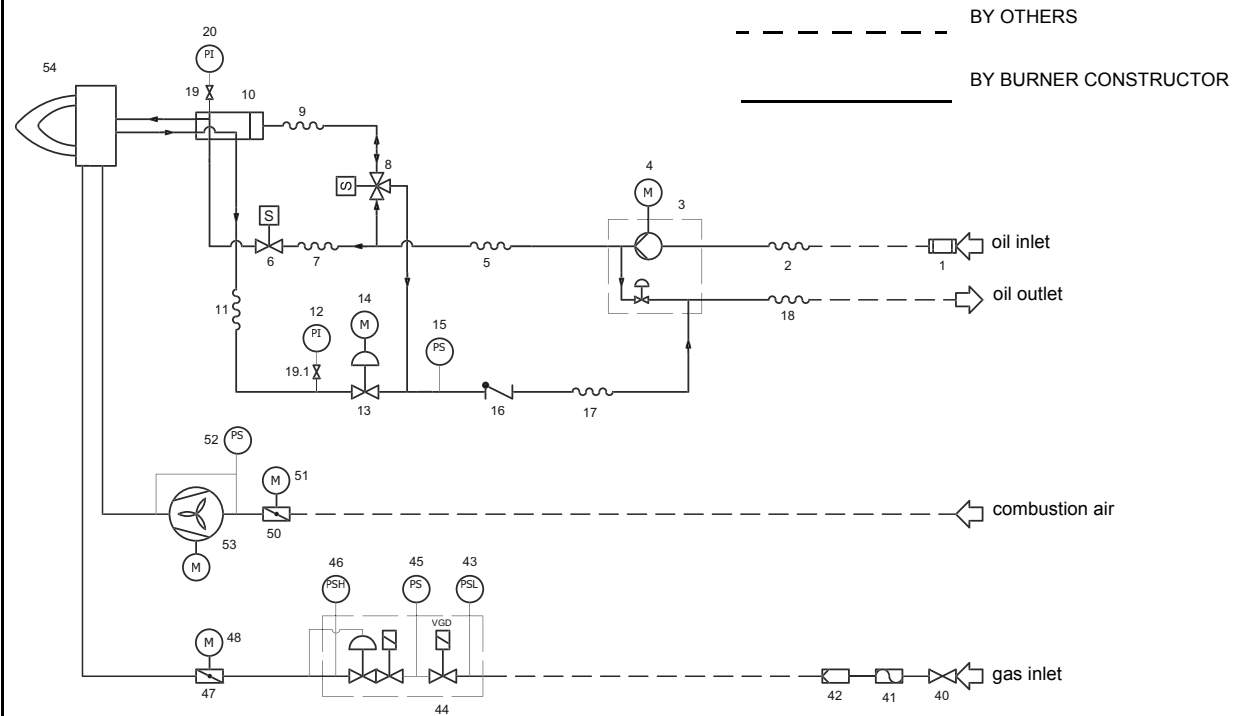 BY OTHERS
BY BURNER CONSTRUCTOR
20
PI
54
19
10
9
8
S
4
M
3
S
6
7
5
2
1
oil inlet
oil outlet
18
11
12
PI
14
M
15
PS
19.1
13
16
17
52
PS
M
51
combustion air
53
50
M
46
PSH
45
PS
43
PSL
VGD
M
48
47
44
42
41
40
gas inlet